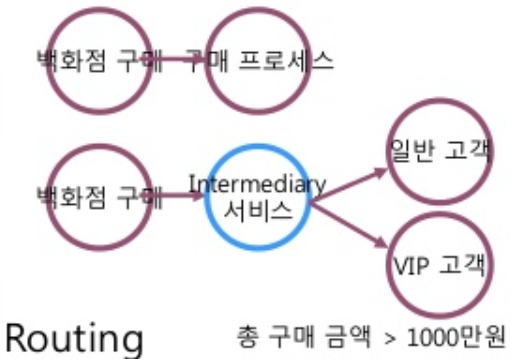 백화점 구매
구매 프로세스
백화점 구매
Intermediary
서비스
일반 고객
VIP 고객
Routing
총 구매 금액 > 1000만원